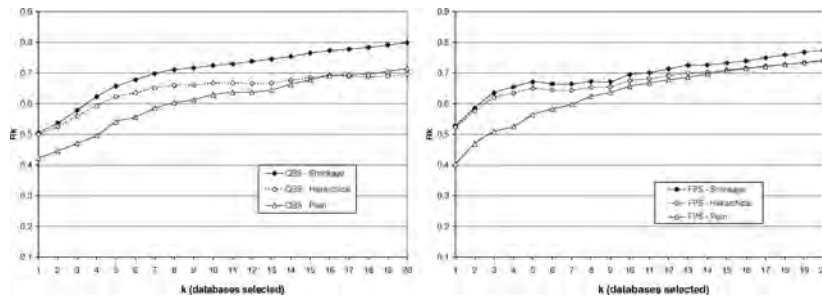 0.9
0.8
0.7
0.6
0.5
0.4
0.3
0.2
0.1
Rk
1 2 3 4 5 6 7 8 9 10 11 12 13 14 15 16 17 18 19 20
k (databases selected)
QBS - Shrinkage
QBS - Hierarchical
QBS - Plain
0.9
0.8
0.7
0.6
0.5
0.4
0.3
0.2
0.1
Rk
1 2 3 4 5 6 7 8 9 10 11 12 13 14 15 16 17 18 19
k (databases selected)
FPS - Shrinkage
FPS - Hierarchical
FPS - Plain